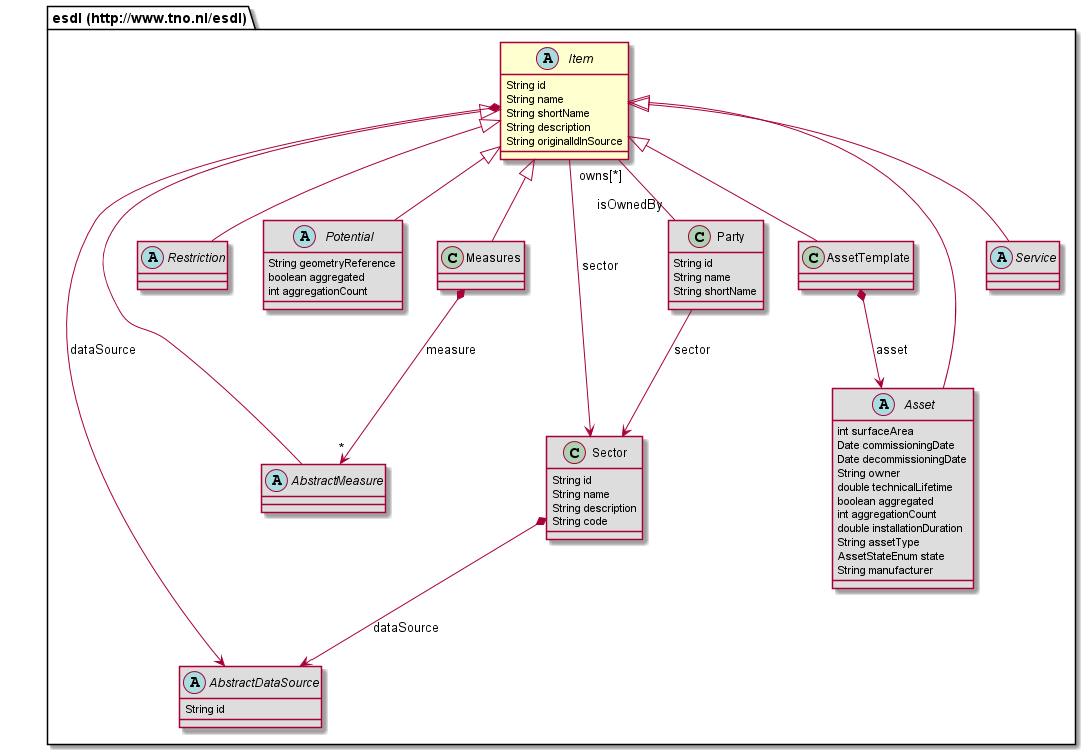 esdl (http://www.tno.nl/esdl)
A Item
String id
String name
String shortName
String description
String originalIdInSource
owns[*]
isOwnedBy
A Restriction
A Potential
String geometryReference
boolean aggregated
int aggregationCount
C Measures
C Party
String id
String name
String shortName
C AssetTemplate
A Service
sector
dataSource
measure
sector
asset
*
A AbstractMeasure
C Sector
String id
String name
String description
String code
A Asset
int surfaceArea
Date commissioningDate
Date decommissioningDate
String owner
double technicalLifetime
boolean aggregated
int aggregationCount
double installationDuration
String assetType
AssetStateEnum state
String manufacturer
dataSource
A AbstractDataSource
String id